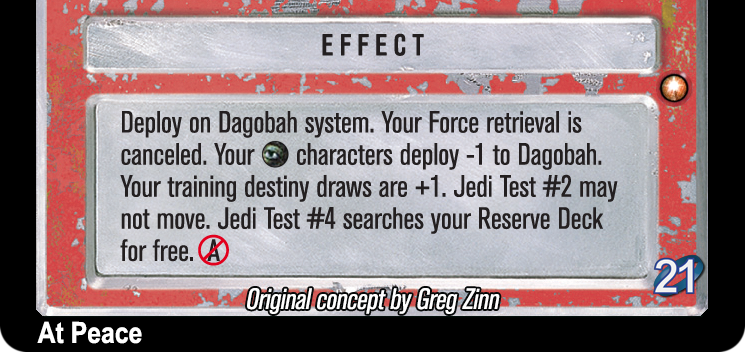 EFFECT
Deploy on Dagobah system. Your Force retrieval is
canceled. Your characters deploy -1 to Dagobah.
Your training destiny draws are +1. Jedi Test #2 may
not move. Jedi Test #4 searches your Reserve Deck
for free. A
Original concept by Greg Zinn
21
At Peace